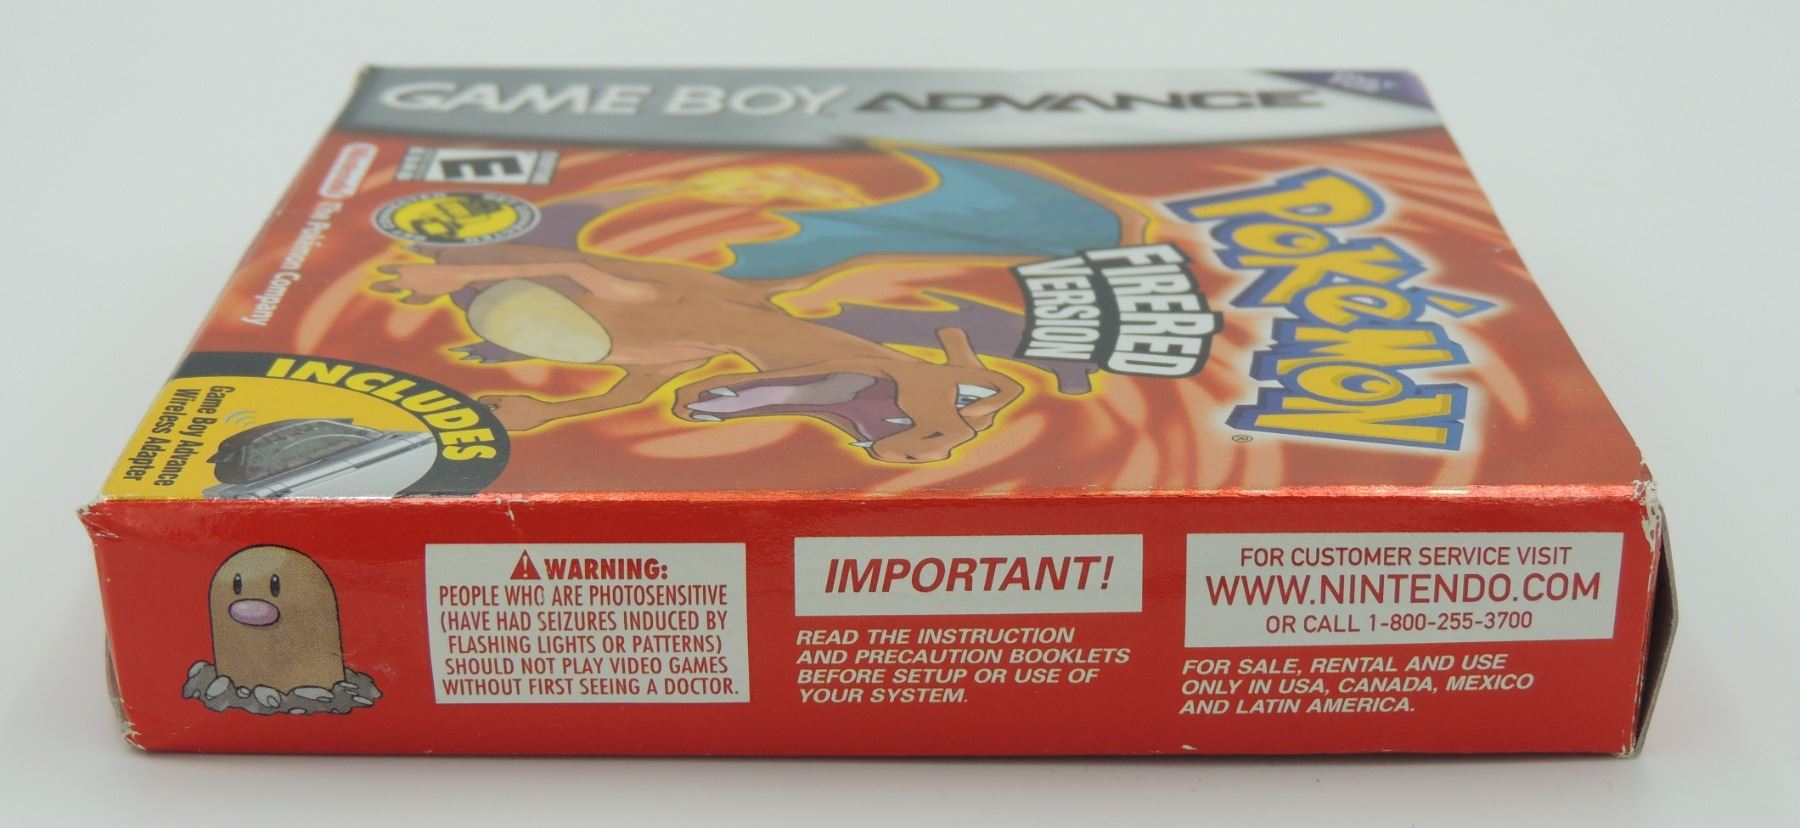 GAME BOY ADVANCE
POKéMON
FIRERED
VERSION
E
Nintendo
The Pokémon Company
INCLUDES
Game Boy Advance
Wireless Adapter
WARNING:
PEOPLE WHO ARE PHOTOSENSITIVE
(HAVE HAD SEIZURES INDUCED BY
FLASHING LIGHTS OR PATTERNS)
SHOULD NOT PLAY VIDEO GAMES
WITHOUT FIRST SEEING A DOCTOR.
IMPORTANT!
READ THE INSTRUCTION
AND PRECAUTION BOOKLETS
BEFORE SETUP OR USE OF
YOUR SYSTEM.
FOR CUSTOMER SERVICE VISIT
WWW.NINTENDO.COM
OR CALL 1-800-255-3700
FOR SALE, RENTAL AND USE
ONLY IN USA, CANADA, MEXICO
AND LATIN AMERICA.